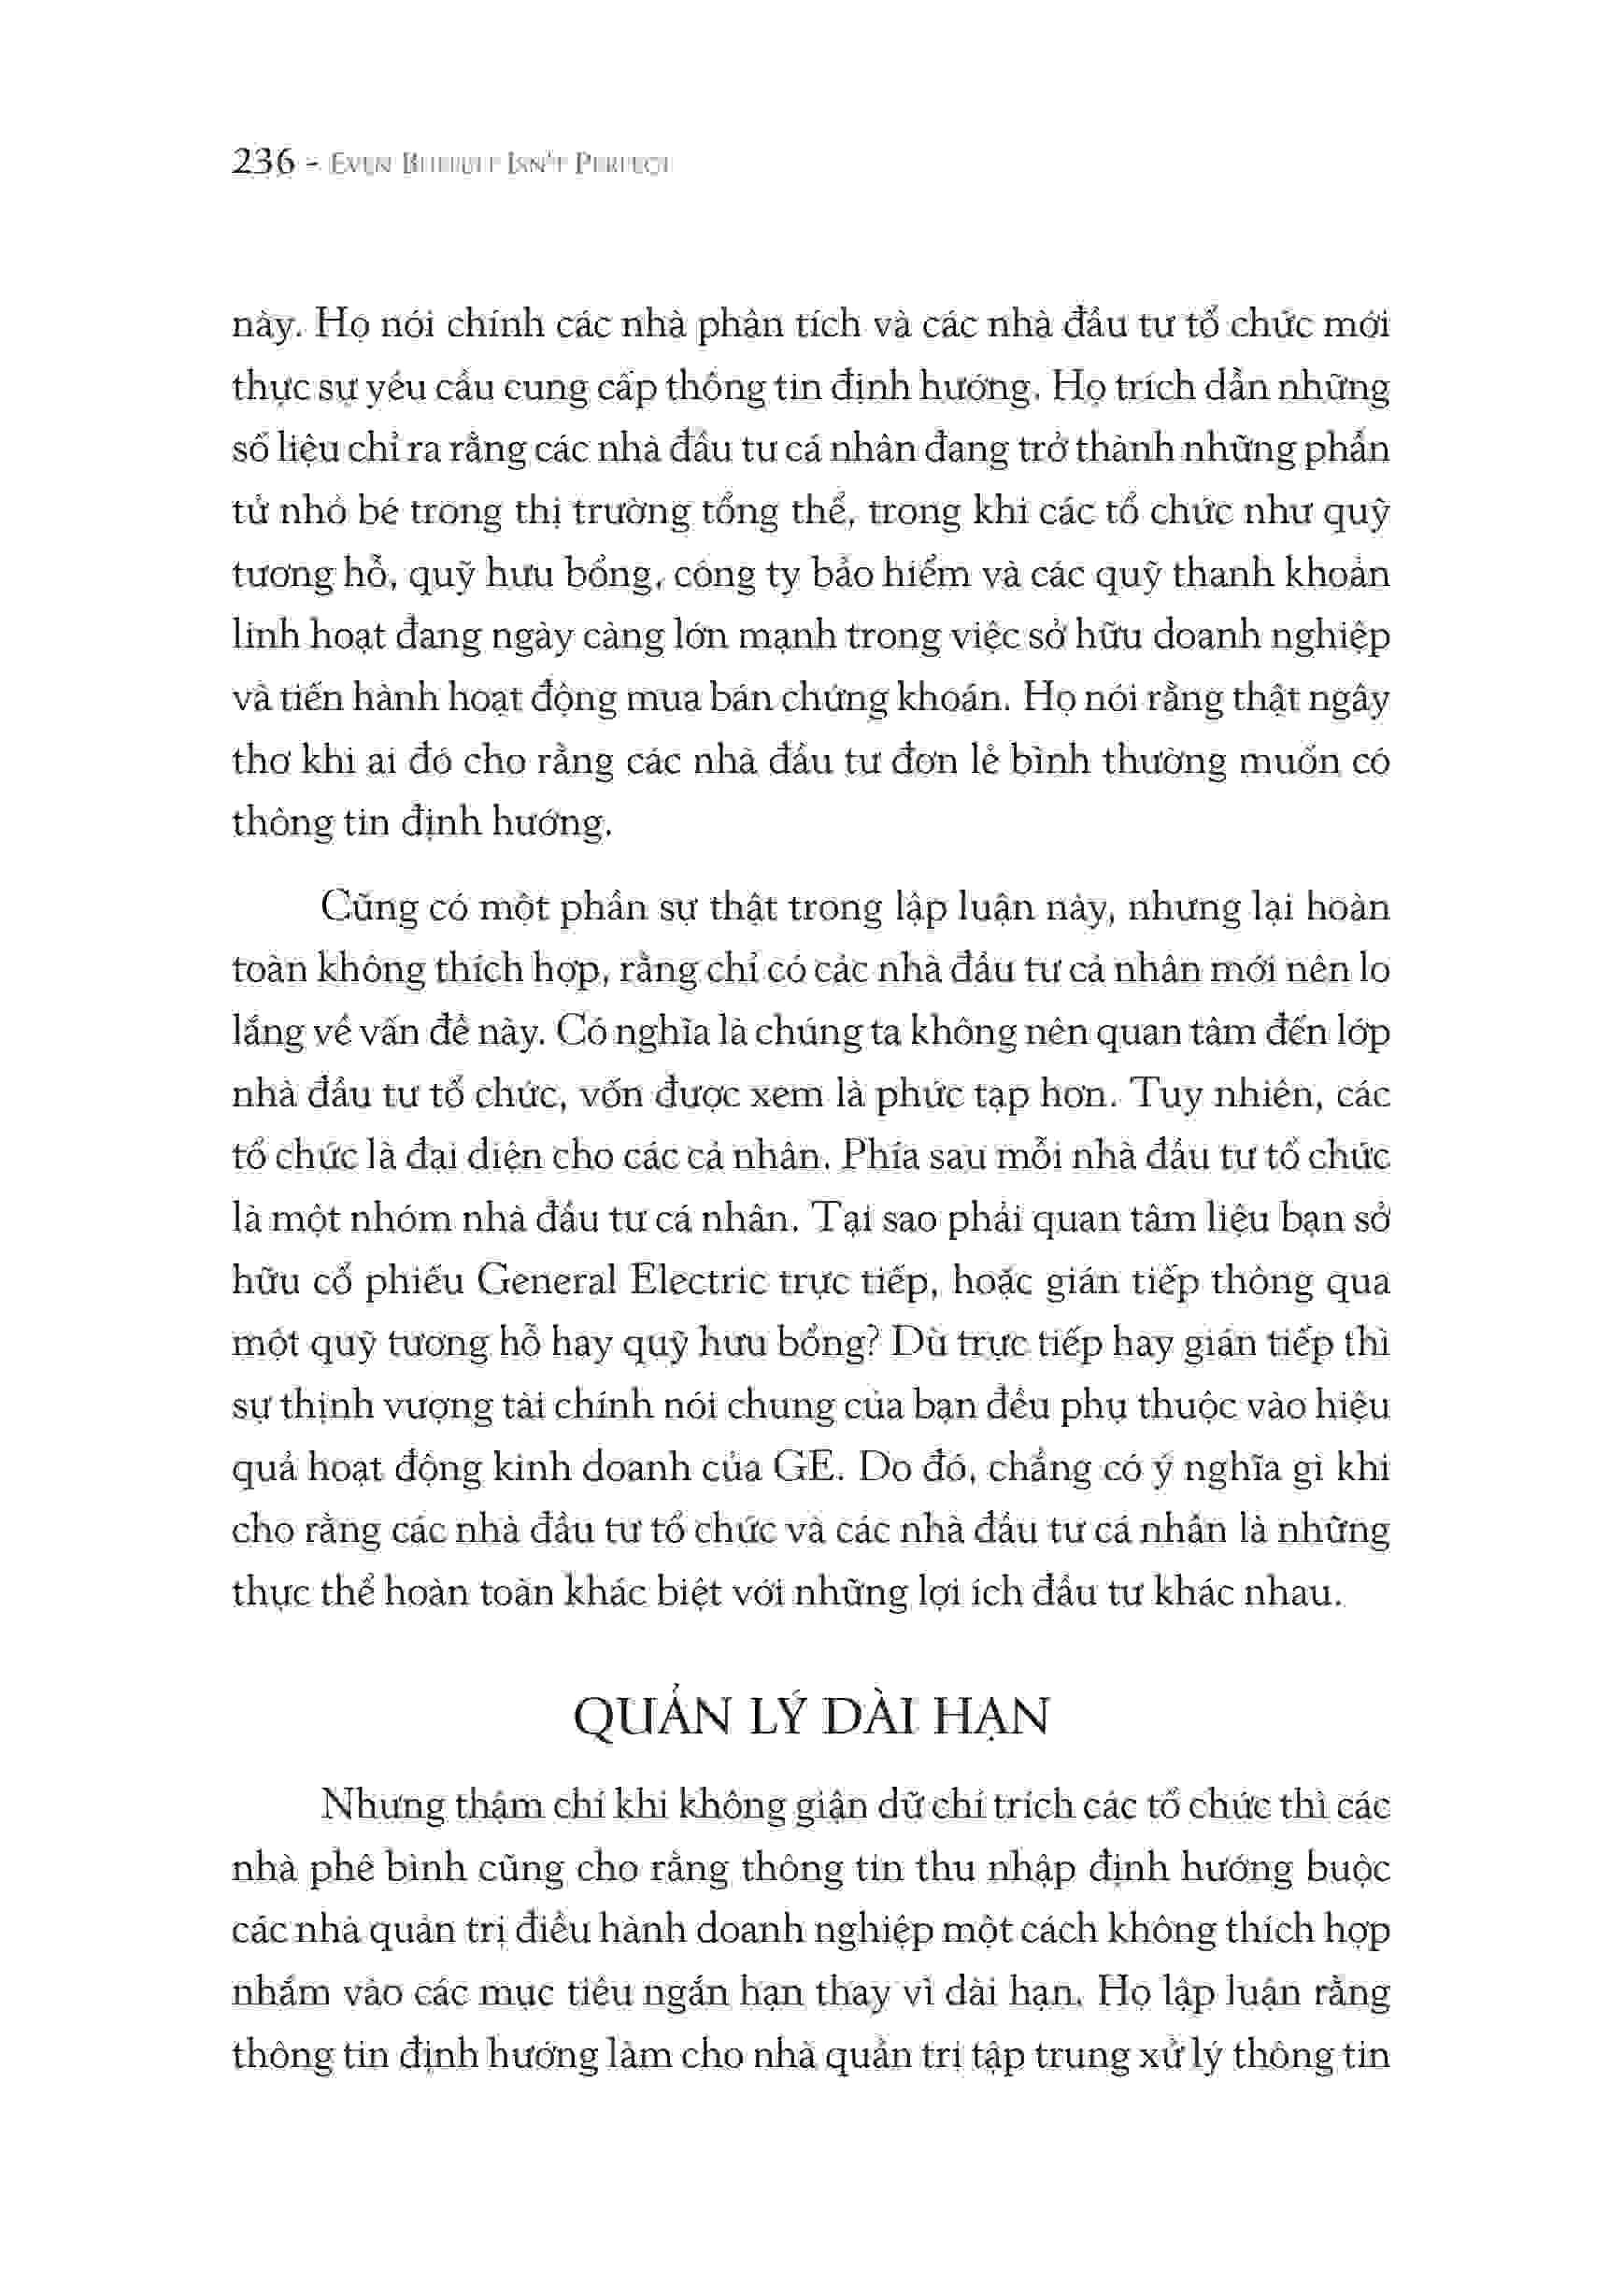 236 - EVEN BUFFETT ISN'T PERFECT
này. Họ nói chính các nhà phân tích và các nhà đầu tư tổ chức mới
thực sự yêu cầu cung cấp thông tin định hướng. Họ trích dẫn những
số liệu chỉ ra rằng các nhà đầu tư cá nhân đang trở thành những phần
tử nhỏ bé trong thị trường tổng thể, trong khi các tổ chức như quỹ
tương hỗ, quỹ hưu bổng, công ty bảo hiểm và các quỹ thanh khoản
linh hoạt đang ngày càng lớn mạnh trong việc sở hữu doanh nghiệp
và tiến hành hoạt động mua bán chứng khoán. Họ nói rằng thật ngây
thơ khi ai đó cho rằng các nhà đầu tư đơn lẻ bình thường muốn có
thông tin định hướng.
Cũng có một phần sự thật trong lập luận này, nhưng lại hoàn
toàn không thích hợp, rằng chỉ có các nhà đầu tư cá nhân mới nên lo
lắng về vấn đề này. Có nghĩa là chúng ta không nên quan tâm đến lớp
nhà đầu tư tổ chức, vốn được xem là phức tạp hơn. Tuy nhiên, các
tổ chức là đại diện cho các cá nhân. Phía sau mỗi nhà đầu tư tổ chức
là một nhóm nhà đầu tư cá nhân. Tại sao phải quan tâm liệu bạn sở
hữu cổ phiếu General Electric trực tiếp, hoặc gián tiếp thông qua
một quỹ tương hỗ hay quỹ hưu bổng? Dù trực tiếp hay gián tiếp thì
sự thịnh vượng tài chính nói chung của bạn đều phụ thuộc vào hiệu
quả hoạt động kinh doanh của GE. Do đó, chẳng có ý nghĩa gì khi
cho rằng các nhà đầu tư tổ chức và các nhà đầu tư cá nhân là những
thực thể hoàn toàn khác biệt với những lợi ích đầu tư khác nhau.
QUẢN LÝ DÀI HẠN
Nhưng thậm chí khi không giận dữ chỉ trích các tổ chức thì các
nhà phê bình cũng cho rằng thông tin thu nhập định hướng buộc
các nhà quản trị điều hành doanh nghiệp một cách không thích hợp
nhắm vào các mục tiêu ngắn hạn thay vì dài hạn. Họ lập luận rằng
thông tin định hướng làm cho nhà quản trị tập trung xử lý thông tin